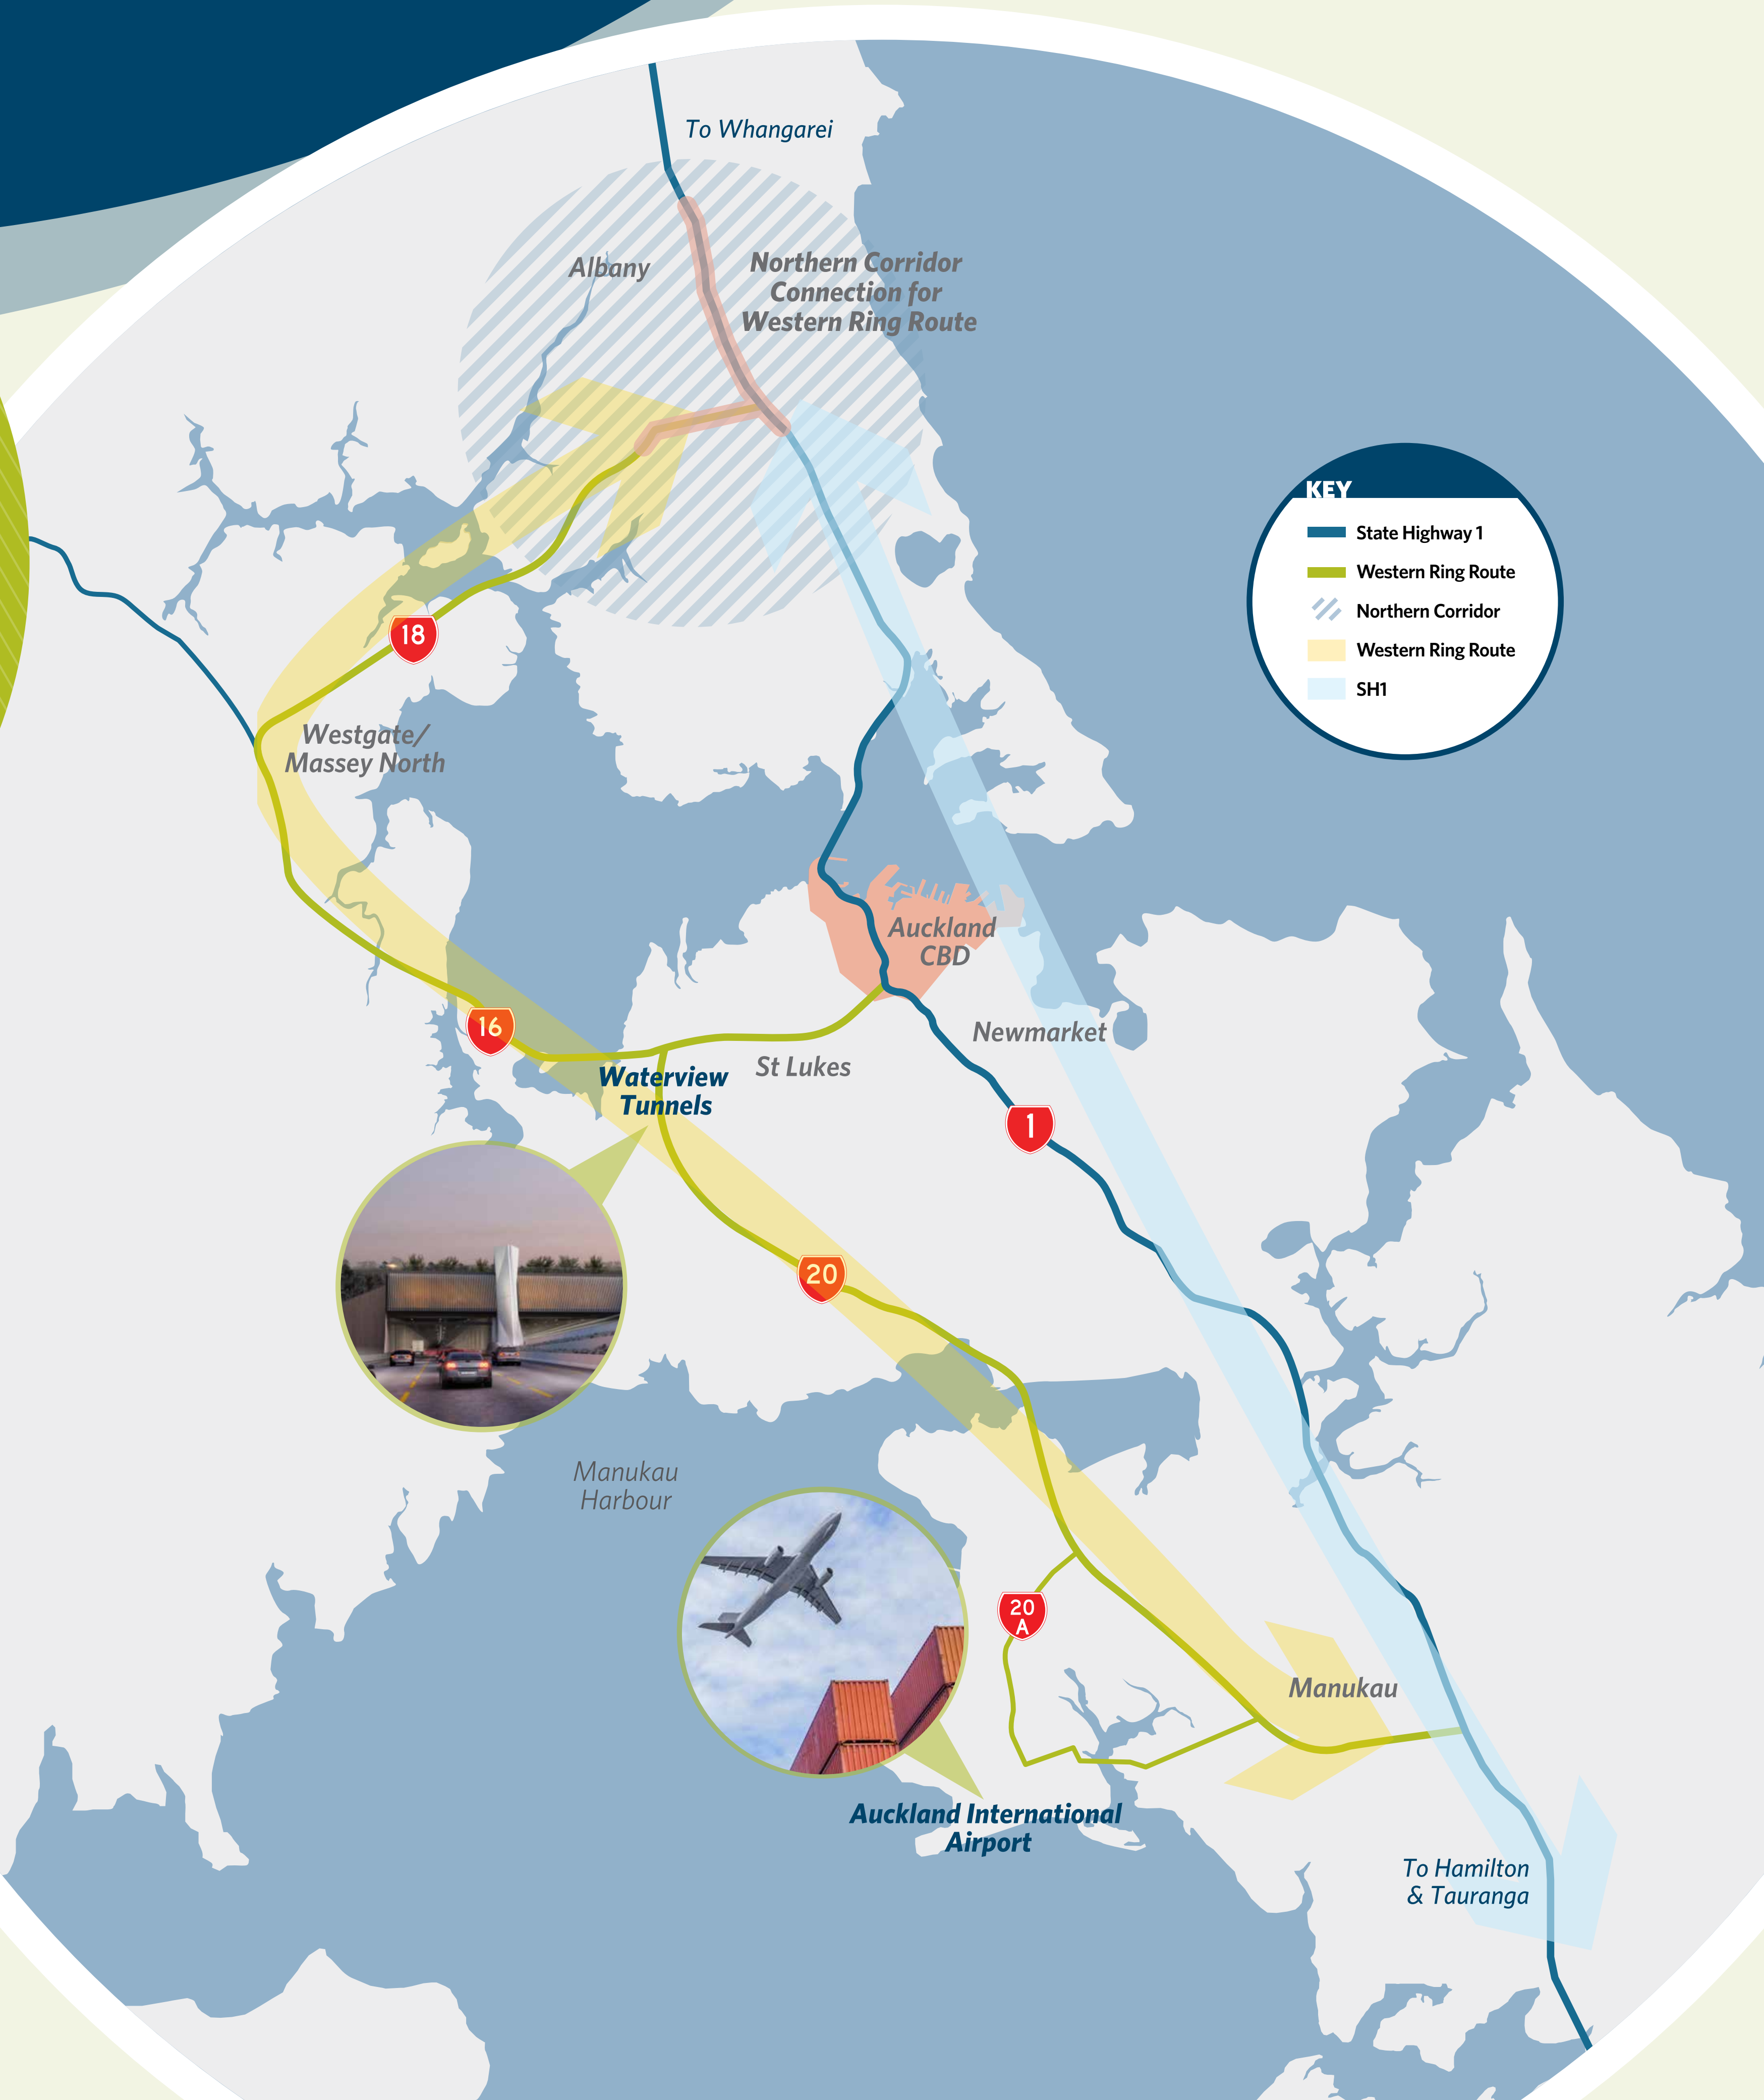 To Whangarei
Albany
Northern Corridor
Connection for
Western Ring Route
KEY
State Highway 1
Western Ring Route
Northern Corridor
Western Ring Route
SH1
18
Westgate/
Massey North
Auckland
CBD
16
Newmarket
St Lukes
Waterview
Tunnels
1
20
Manukau
Harbour
20
A
Manukau
Auckland International
Airport
To Hamilton
& Tauranga